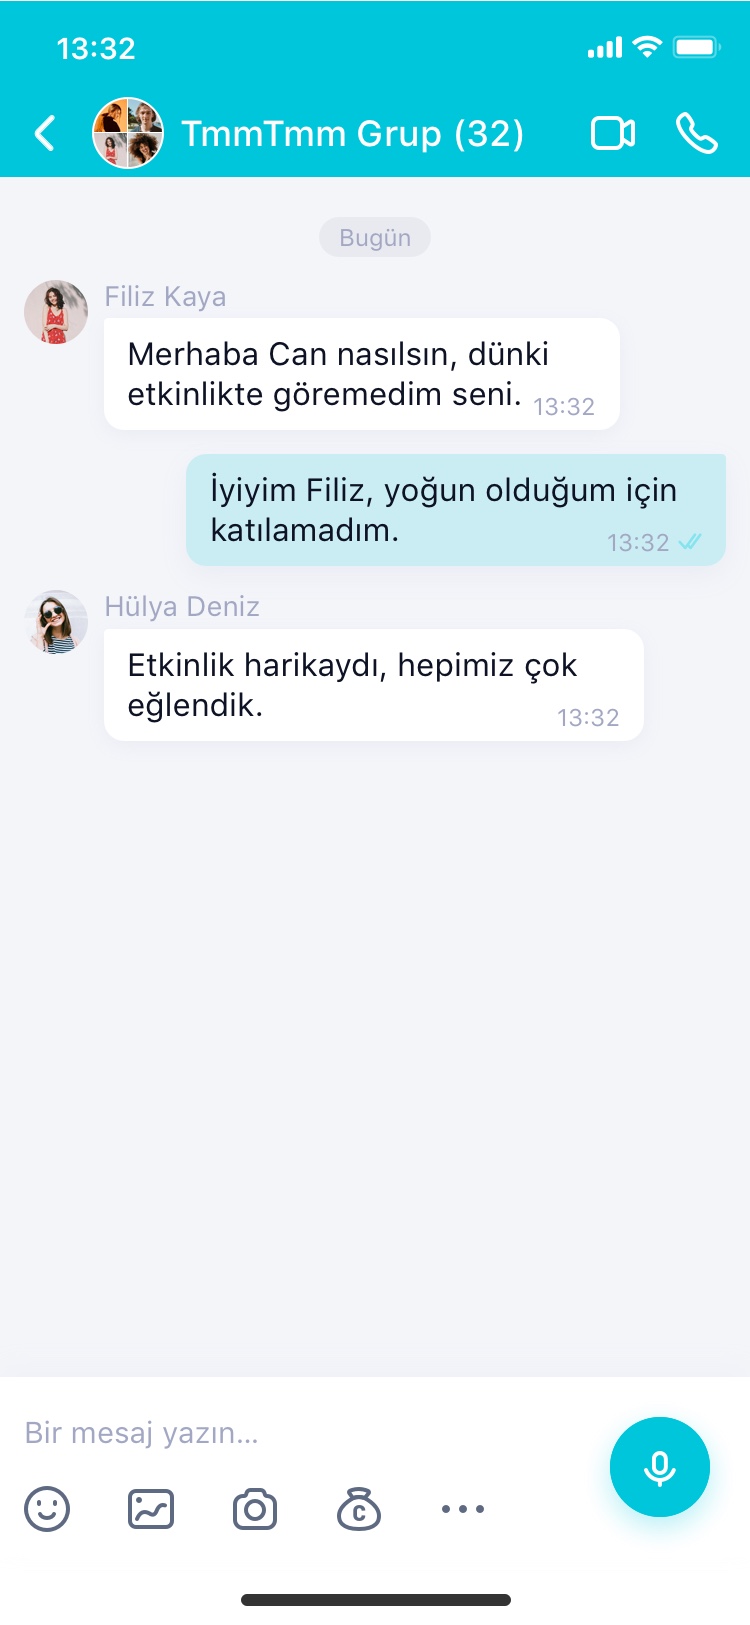 13:32
TmmTmm Grup (32)
Bugün
Filiz Kaya
Merhaba Can nasılsın, dünki
etkinlikte göremedim seni. 13:32
İyiyim Filiz, yoğun olduğum için
katılamadım. 13:32
Hülya Deniz
Etkinlik harikaydı, hepimiz çok
eğlendik. 13:32
Bir mesaj yazın...
C